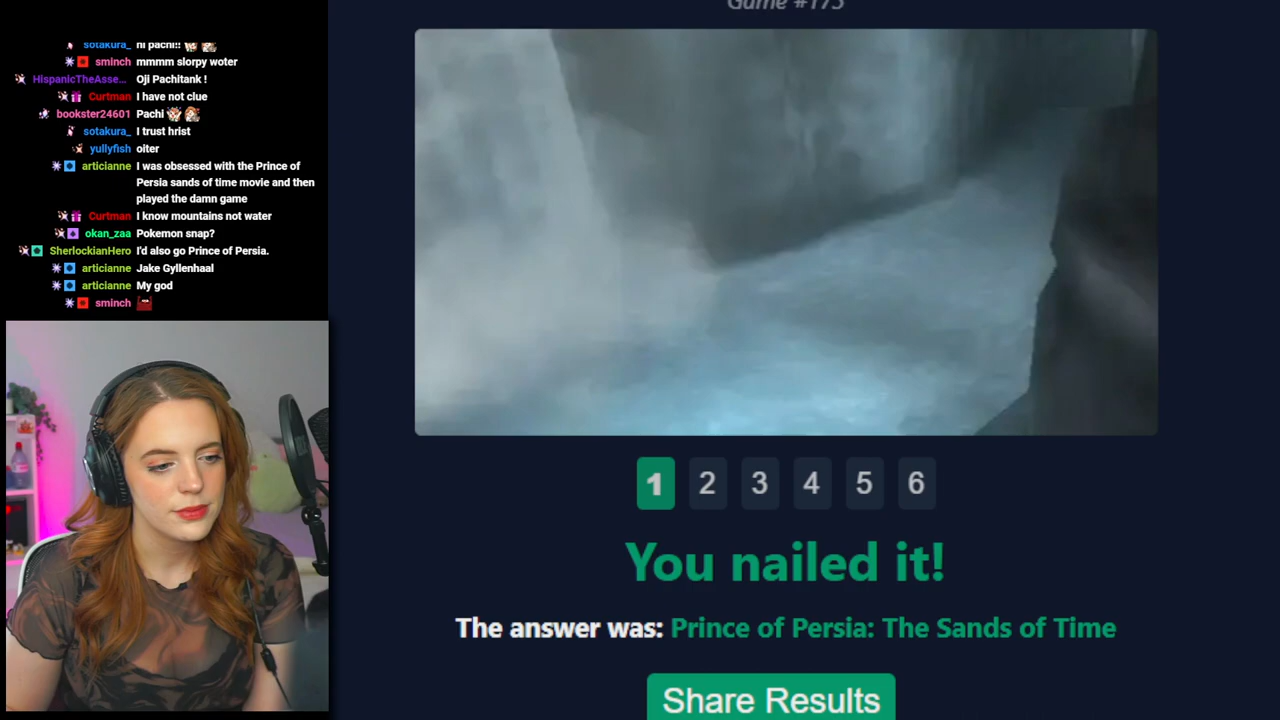 Game #175
sotakura_ hi pachi!!
sminch mmmm slorpy woter
HispanicTheAsse... Oji Pachitank !
Curtman I have not clue
bookster24601 Pachi
sotakura_ I trust hrist
yullyfish oiter
articianne I was obsessed with the Prince of
Persia sands of time movie and then
played the damn game
Curtman I know mountains not water
okan_zaa Pokemon snap?
SherlockianHero I'd also go Prince of Persia.
articianne Jake Gyllenhaal
articianne My god
sminch
1 2 3 4 5 6
You nailed it!
The answer was: Prince of Persia: The Sands of Time
Share Results